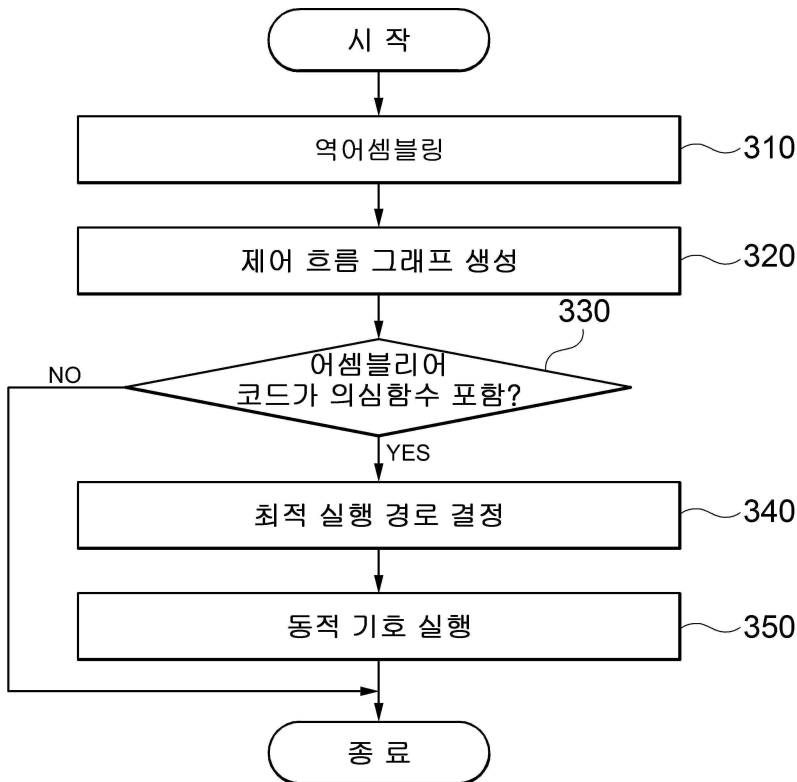 시 작
역어셈블링
310
제어 흐름 그래프 생성
320
330
어셈블리어
코드가 의심함수 포함?
NO
YES
최적 실행 경로 결정
340
동적 기호 실행
350
종 료